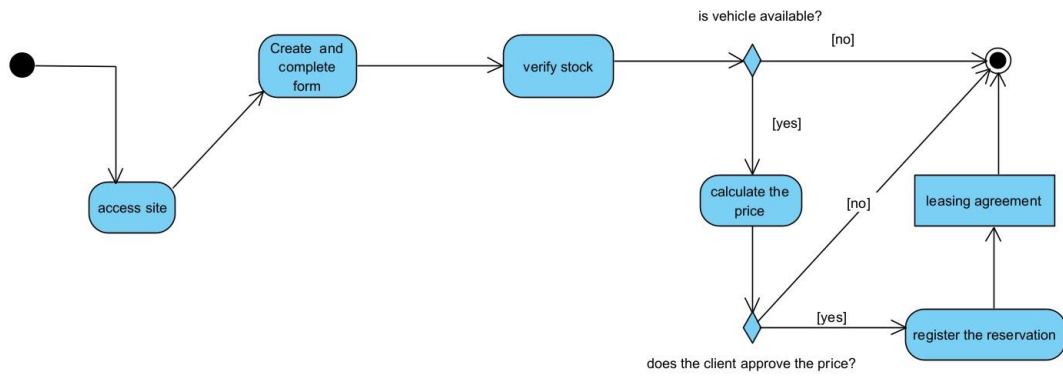 is vehicle available?
[no]
Create and
complete
form
verify stock
[yes]
access site
calculate the
price
[no]
leasing agreement
[yes]
register the reservation
does the client approve the price?